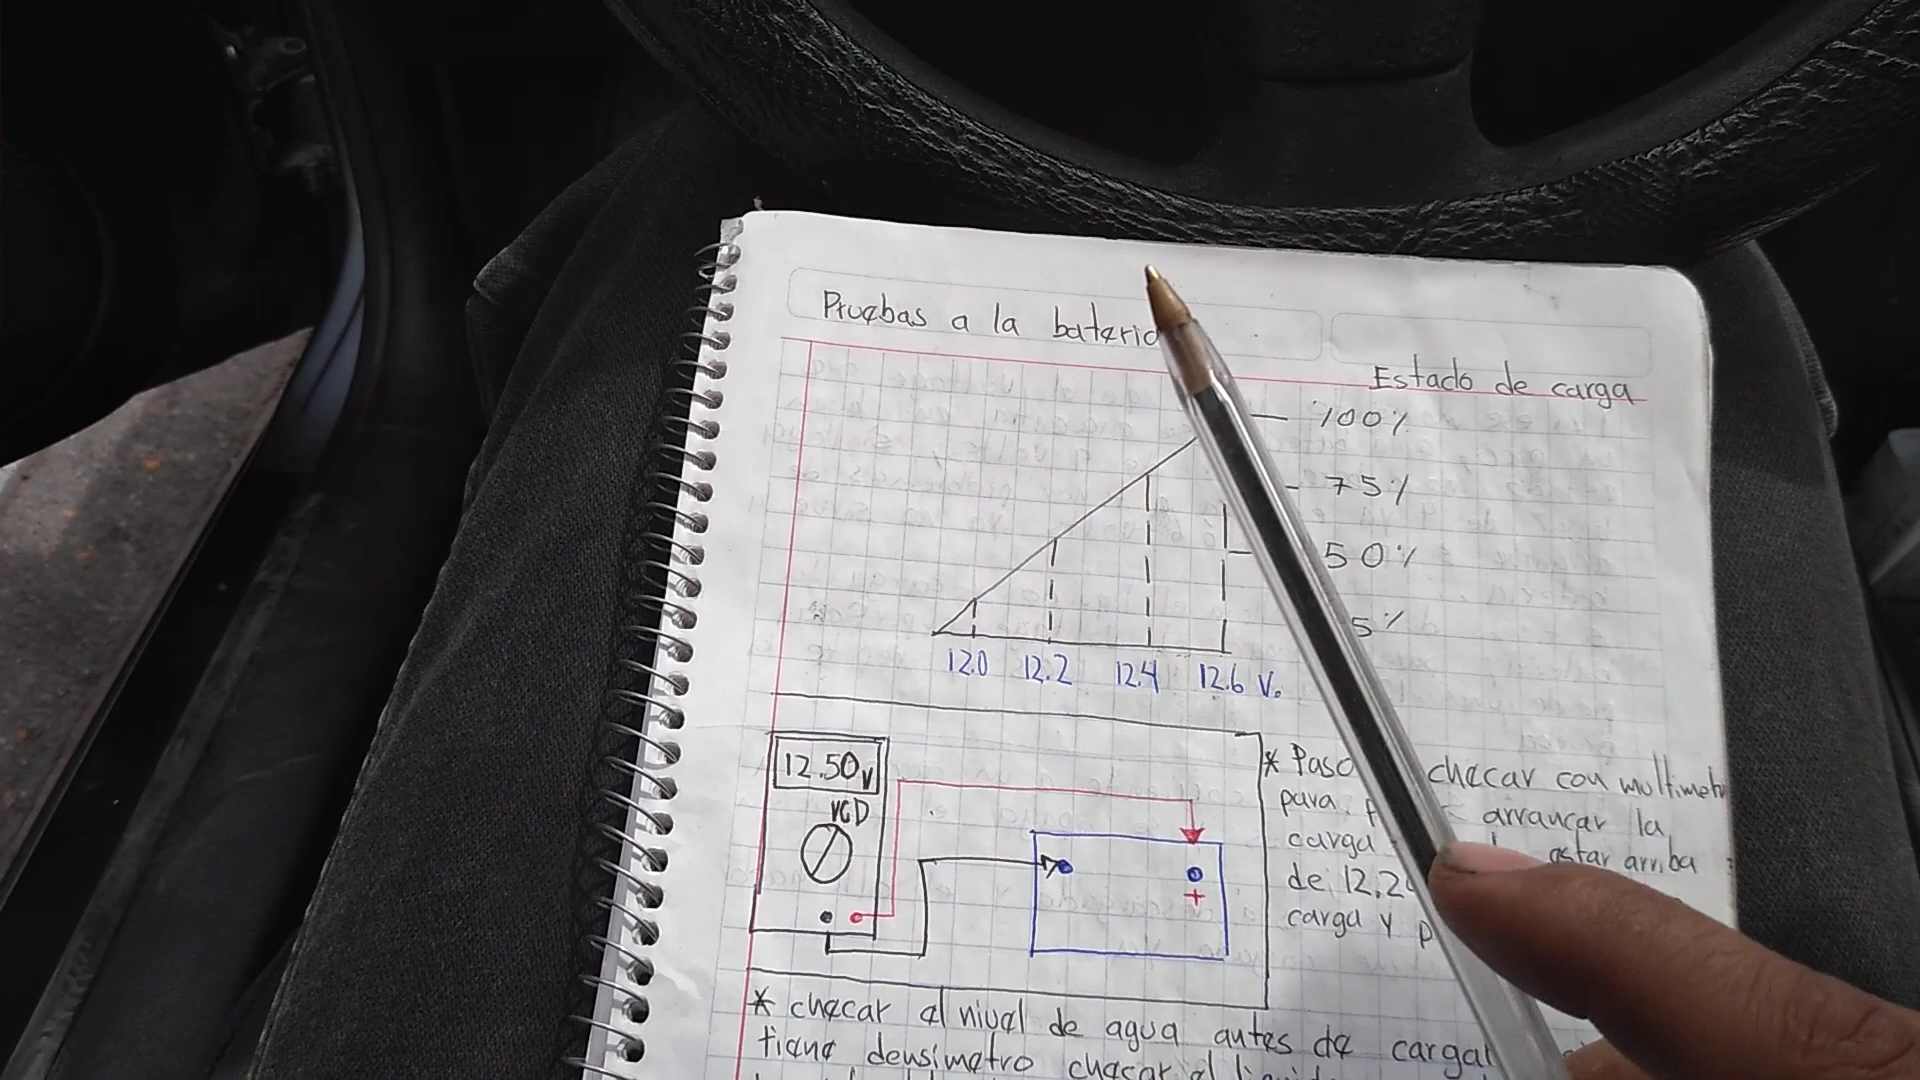 Pruebas a la bateria
Estado de carga
100%
75%
50%
5%
12.0 12.2 12.4 12.6 V.
12.50V
VCD
+
* Paso checar con multimetr
para arrancar la
carga estar arriba
de 12.2
carga y p
* checar el nivel de agua antes de cargar
tiene densimetro checar el